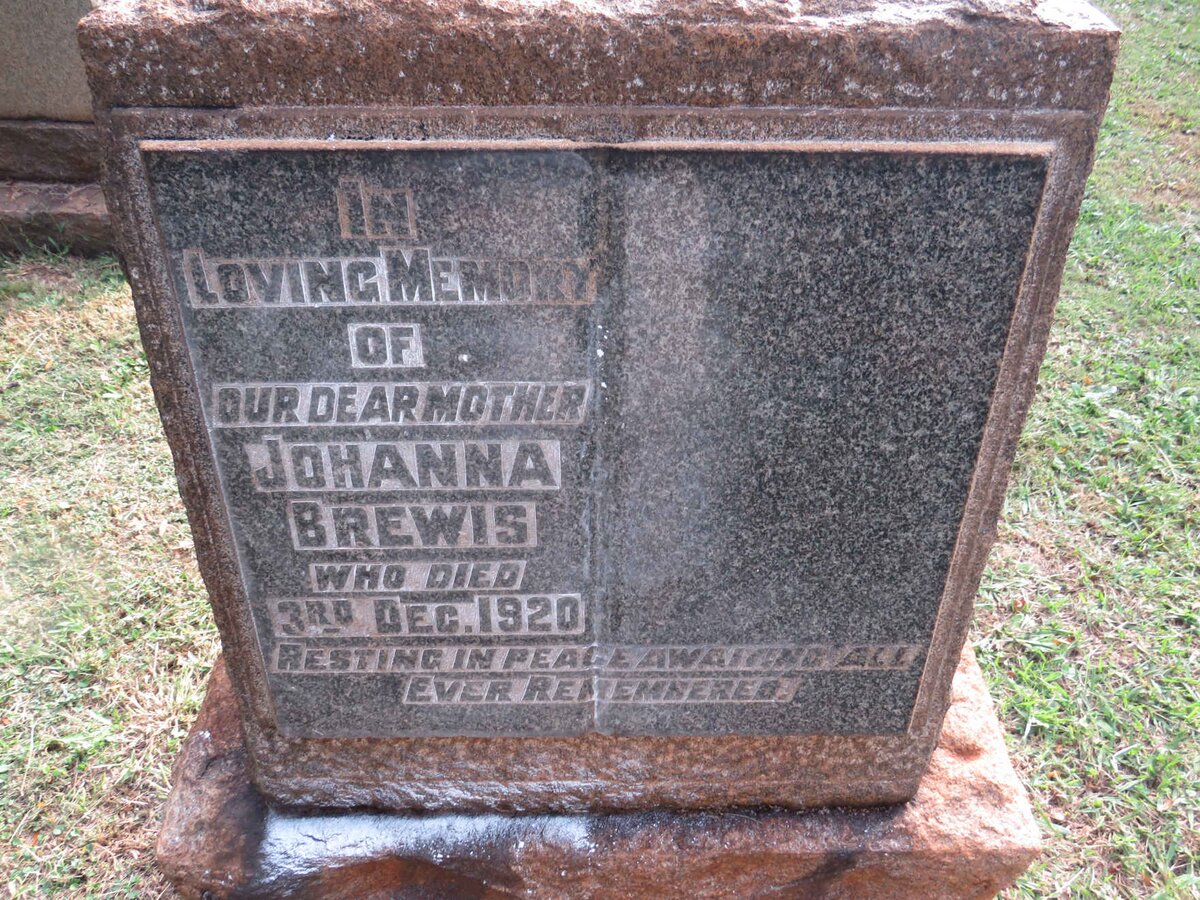 IN
LOVING MEMORY
OF
OUR DEAR MOTHER
JOHANNA
BREWIS
WHO DIED
3RD DEC. 1920
RESTING IN PEACE AWAITING ALL
EVER REMEMBERED.